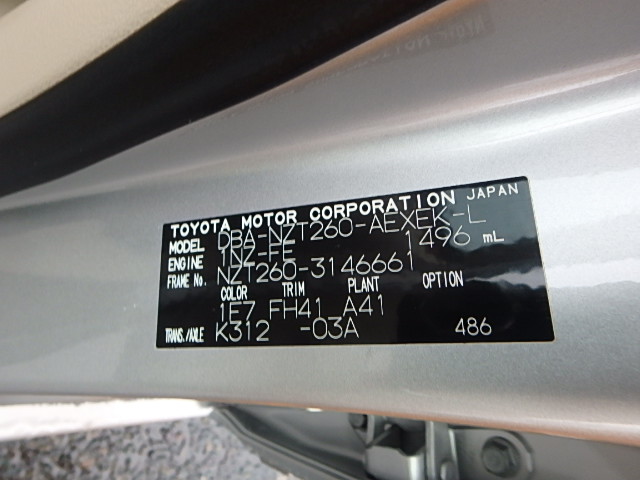 TOYOTA MOTOR CORPORATION JAPAN
MODEL DBA-NZT260-AEXEK-L
ENGINE 1NZ-FE 1496 mL
FRAME No. NZT260-3146661
COLOR TRIM PLANT OPTION
1E7 FH41 A41
TRANS./AXLE K312 -03A 486